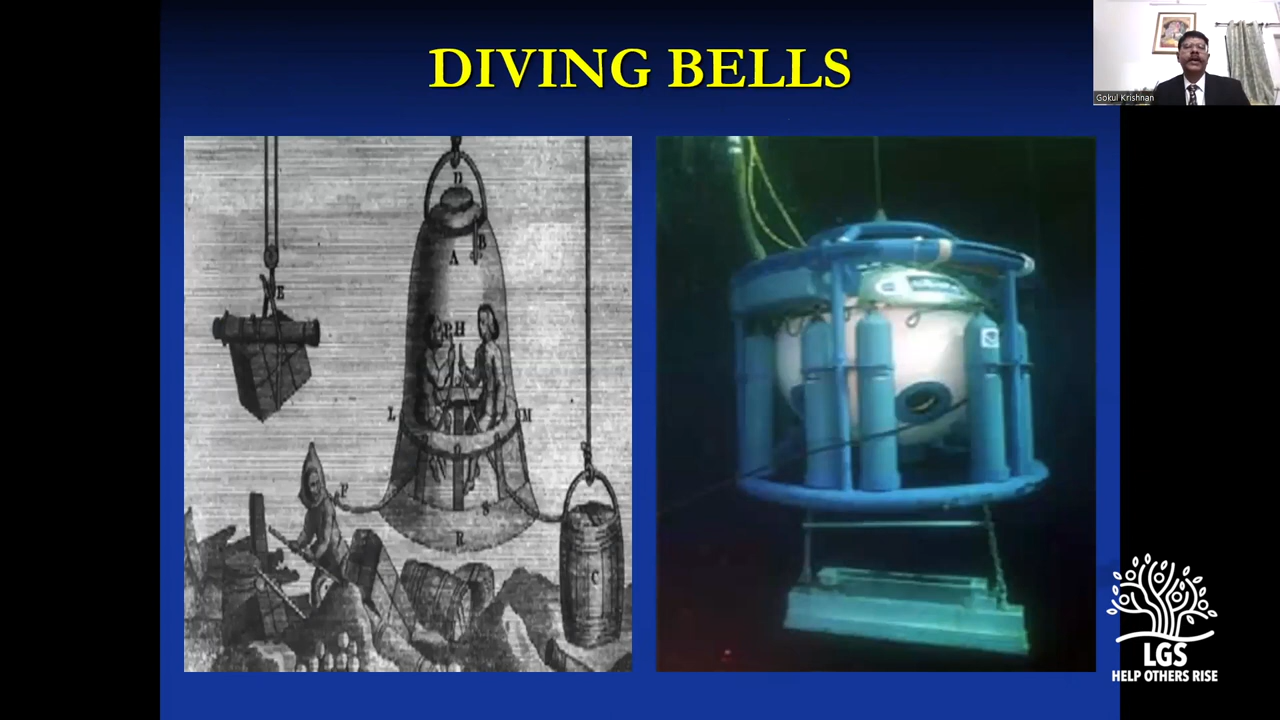 DIVING BELLS
Gokul Krishnan
D
B
A
E
P H
L
M
F
S
R
C
LGS
HELP OTHERS RISE